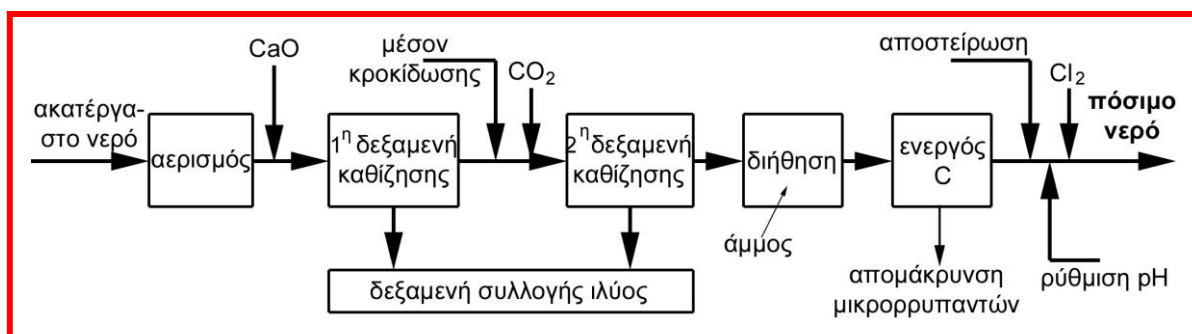 ακατέργα-
στο νερό
αερισμός
CaO
1η δεξαμενή
καθίζησης
μέσον
κροκίδωσης
CO2
2η δεξαμενή
καθίζησης
δεξαμενή συλλογής ιλύος
διήθηση
άμμος
ενεργός
C
απομάκρυνση
μικρορρυπαντών
αποστείρωση
Cl2
ρύθμιση pH
πόσιμο
νερό